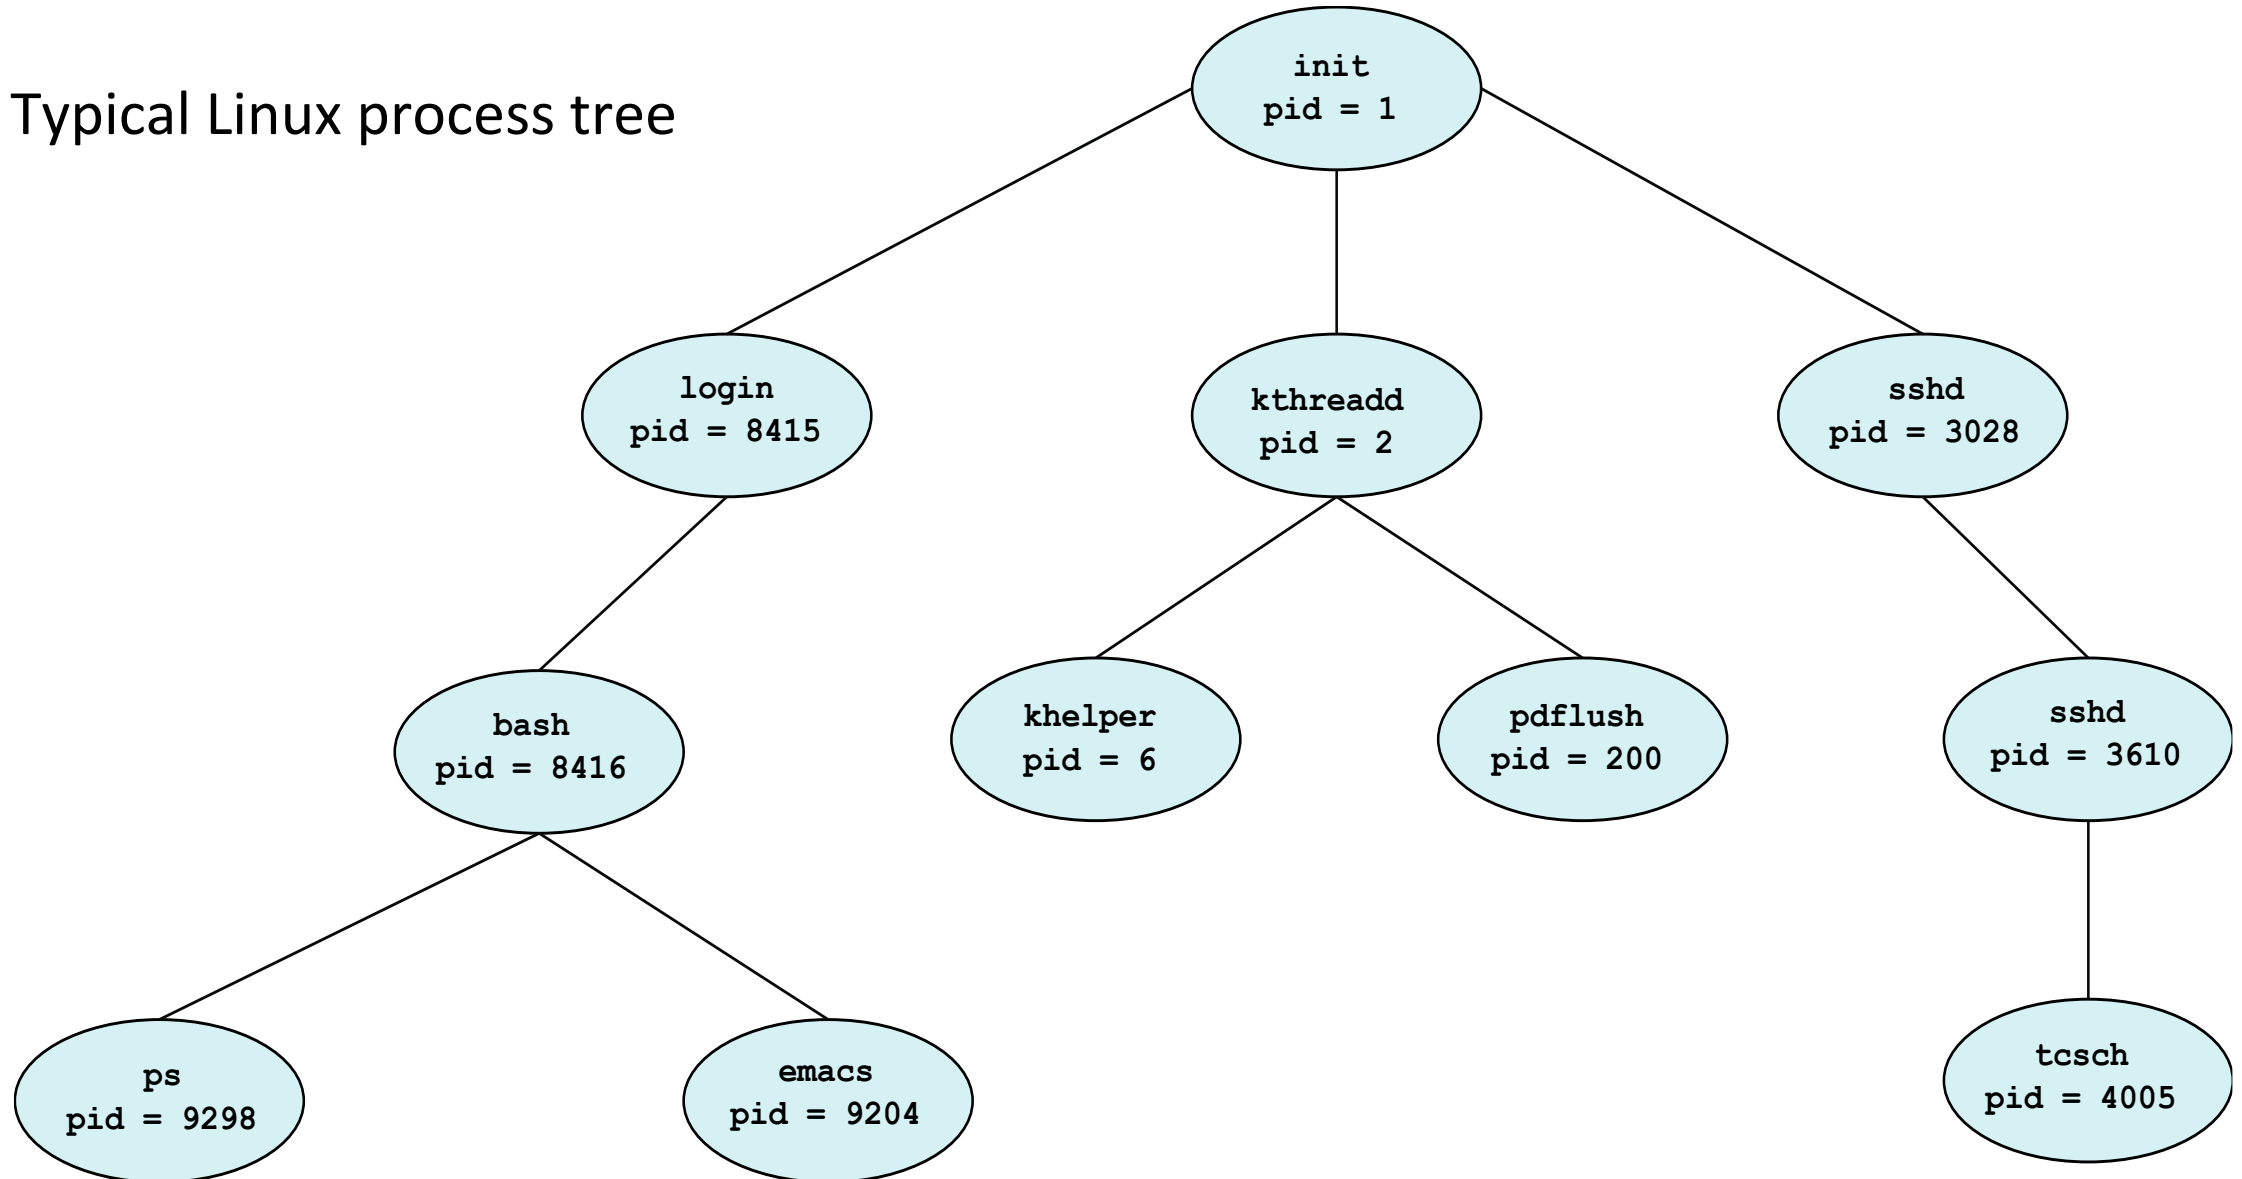 Typical Linux process tree
init
pid = 1
login
pid = 8415
kthreadd
pid = 2
sshd
pid = 3028
bash
pid = 8416
khelper
pid = 6
pdflush
pid = 200
sshd
pid = 3610
ps
pid = 9298
emacs
pid = 9204
tcsch
pid = 4005